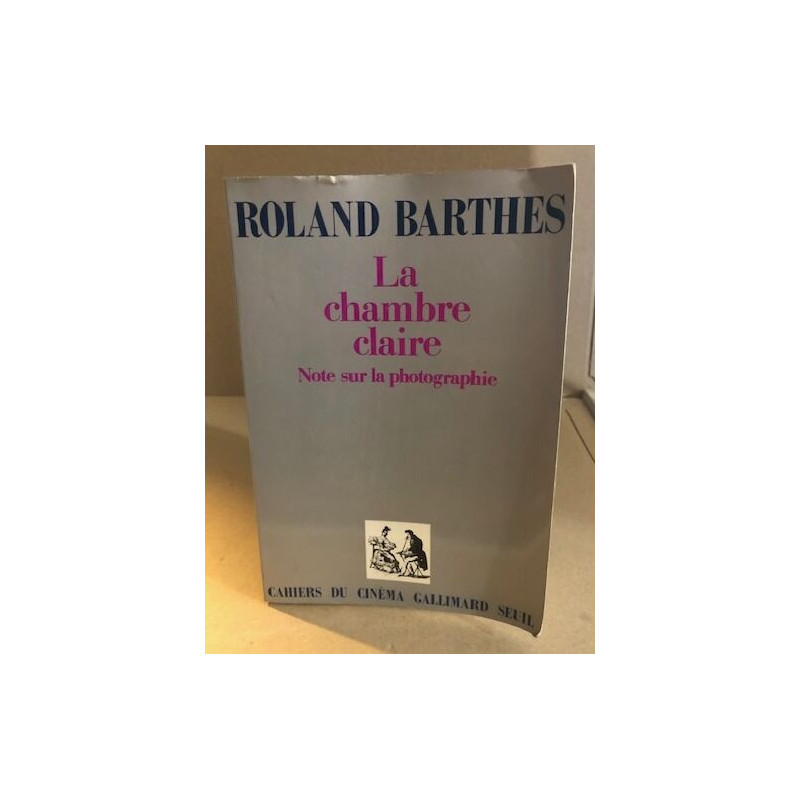 ROLAND BARTHES
La
chambre
claire
Note sur la photographie
CAHIERS DU CINÉMA GALLIMARD SEUIL